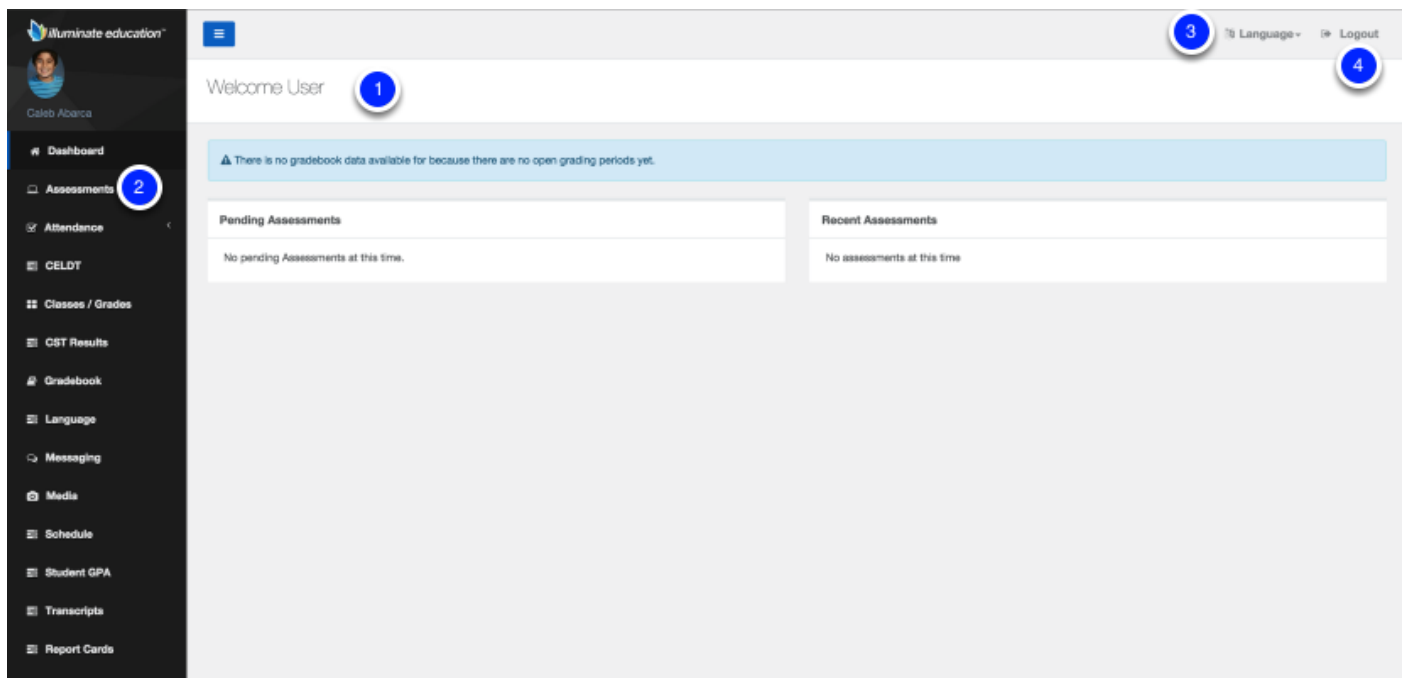 illuminate education™
Caleb Abarca
Dashboard
Assessments
Attendance
CELDT
Classes / Grades
CST Results
Gradebook
Language
Messaging
Media
Schedule
Student GPA
Transcripts
Report Cards
2
3
Language
Logout
4
Welcome User
1
There is no gradebook data available for because there are no open grading periods yet.
Pending Assessments
No pending Assessments at this time.
Recent Assessments
No assessments at this time